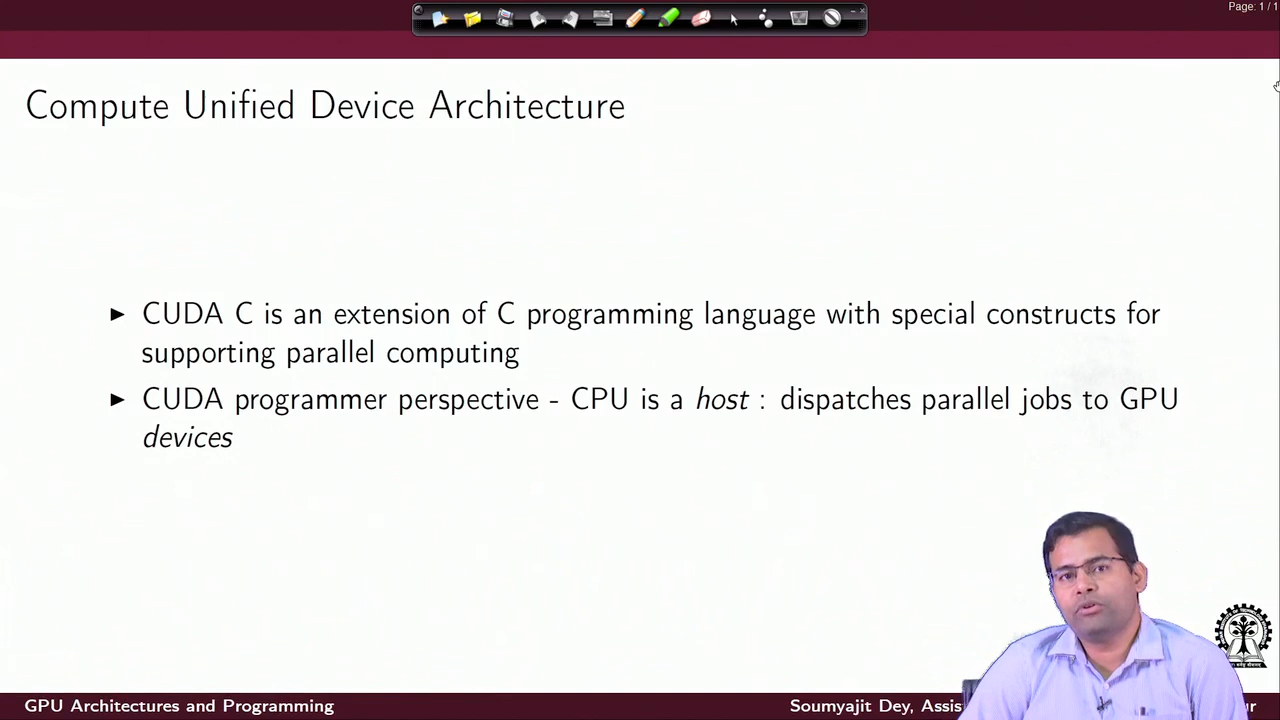 Page: 1 / 1
Compute Unified Device Architecture
▶ CUDA C is an extension of C programming language with special constructs for
supporting parallel computing
▶ CUDA programmer perspective - CPU is a host : dispatches parallel jobs to GPU
devices
GPU Architectures and Programming
Soumyajit Dey, Assis
ur